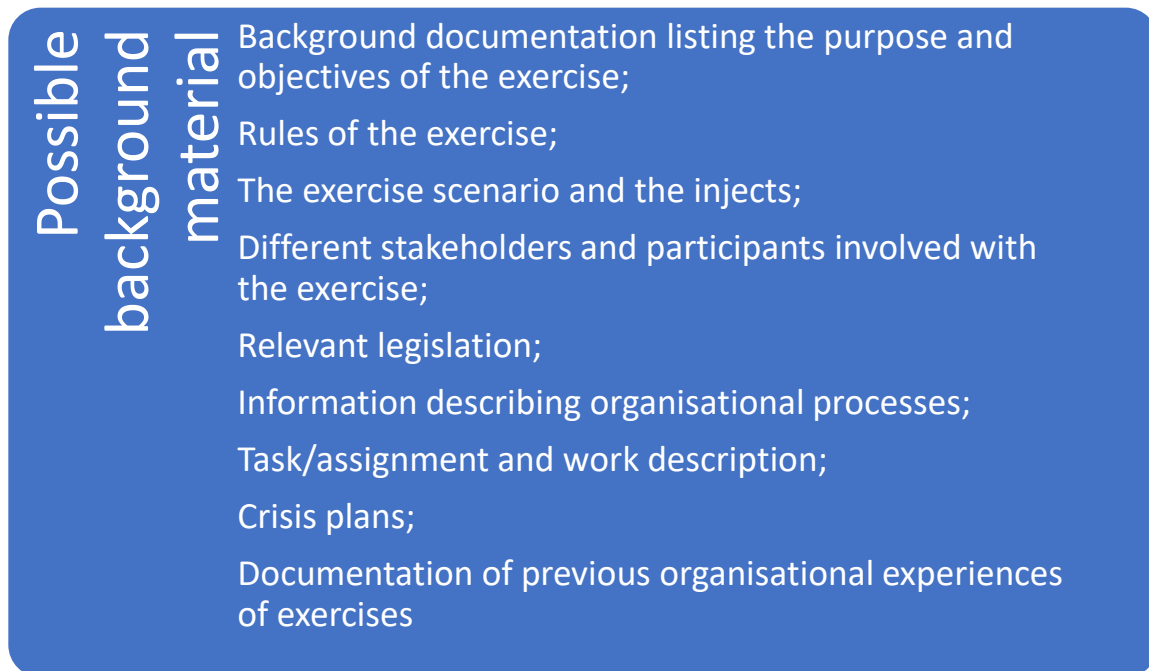 Possible
background
material
Background documentation listing the purpose and
objectives of the exercise;
Rules of the exercise;
The exercise scenario and the injects;
Different stakeholders and participants involved with
the exercise;
Relevant legislation;
Information describing organisational processes;
Task/assignment and work description;
Crisis plans;
Documentation of previous organisational experiences
of exercises